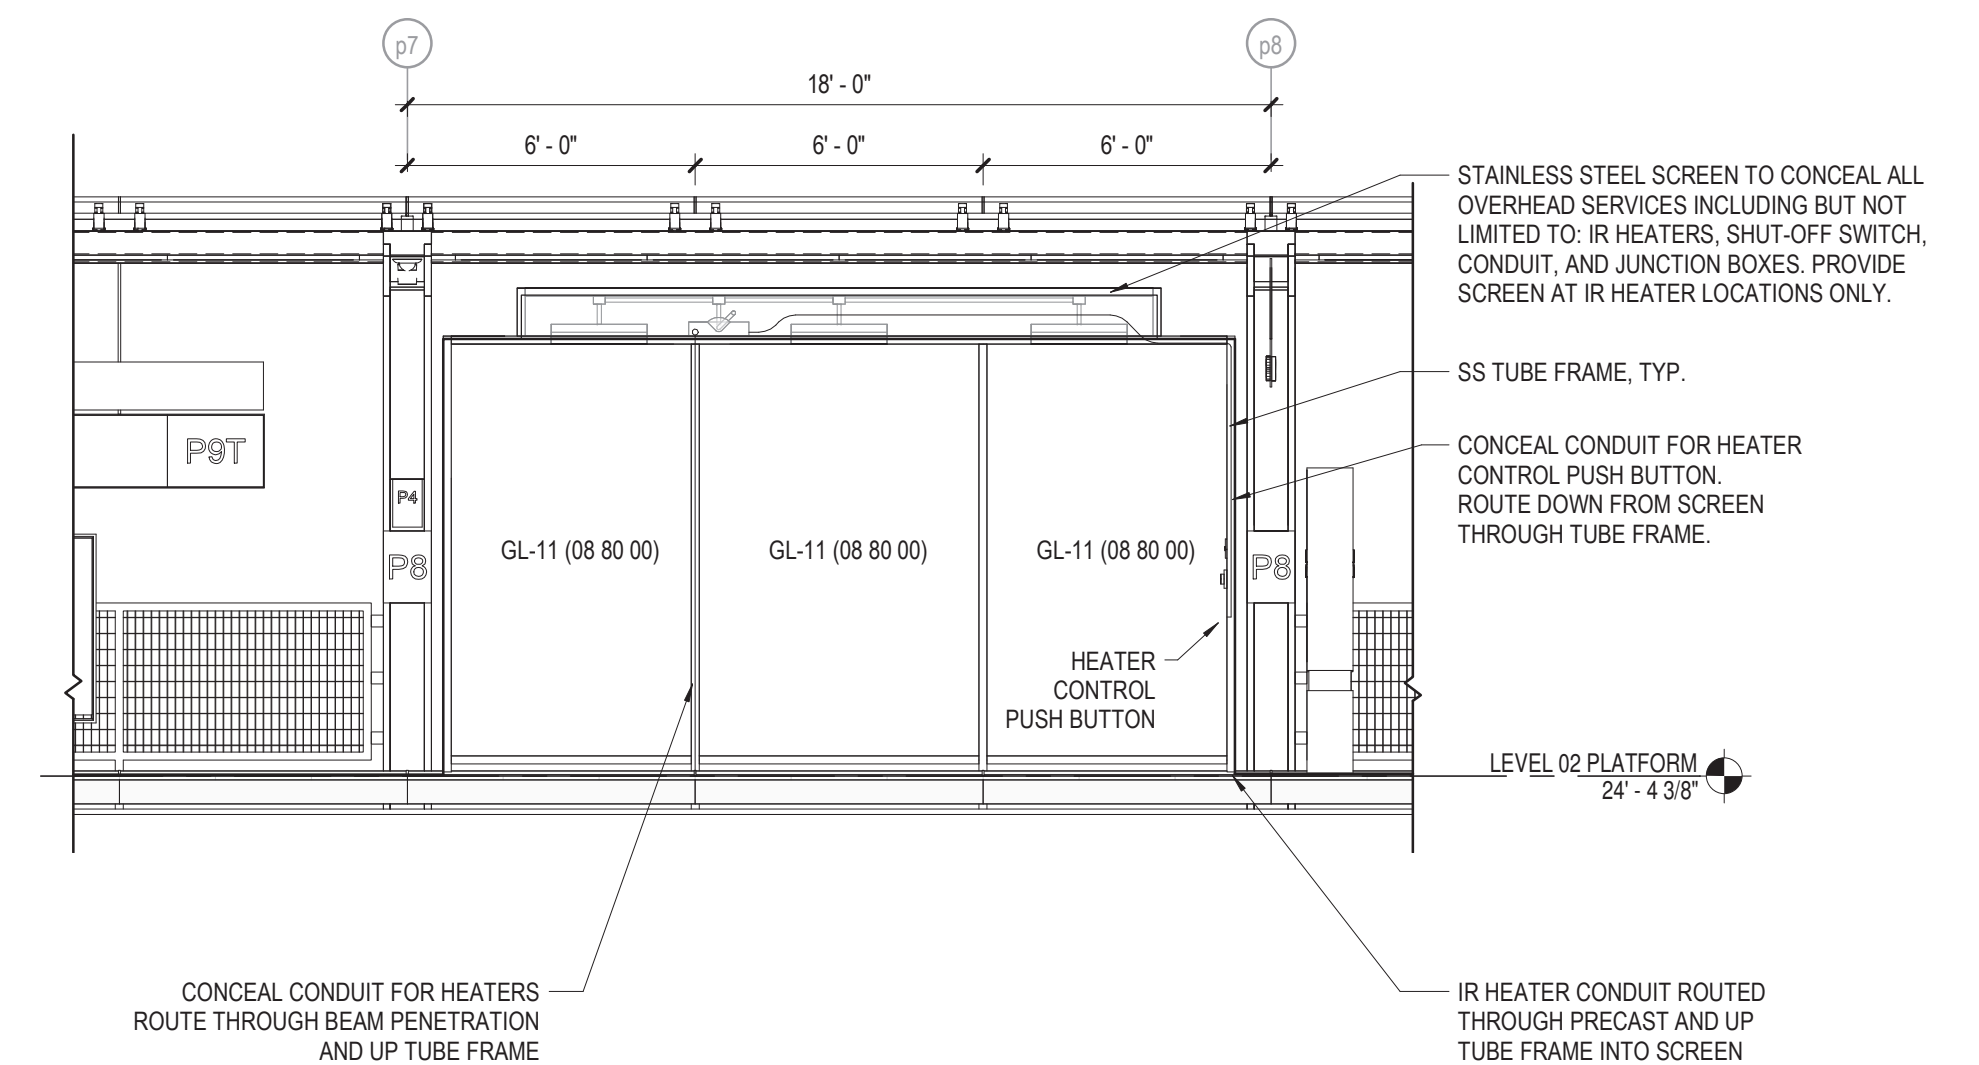 p7
p8
18' - 0"
6' - 0"
6' - 0"
6' - 0"
STAINLESS STEEL SCREEN TO CONCEAL ALL
OVERHEAD SERVICES INCLUDING BUT NOT
LIMITED TO: IR HEATERS, SHUT-OFF SWITCH,
CONDUIT, AND JUNCTION BOXES. PROVIDE
SCREEN AT IR HEATER LOCATIONS ONLY.
SS TUBE FRAME, TYP.
CONCEAL CONDUIT FOR HEATER
CONTROL PUSH BUTTON.
ROUTE DOWN FROM SCREEN
THROUGH TUBE FRAME.
P9T
P4
P8
GL-11 (08 80 00)
GL-11 (08 80 00)
GL-11 (08 80 00)
P8
HEATER
CONTROL
PUSH BUTTON
LEVEL 02 PLATFORM
24' - 4 3/8"
CONCEAL CONDUIT FOR HEATERS
ROUTE THROUGH BEAM PENETRATION
AND UP TUBE FRAME
IR HEATER CONDUIT ROUTED
THROUGH PRECAST AND UP
TUBE FRAME INTO SCREEN